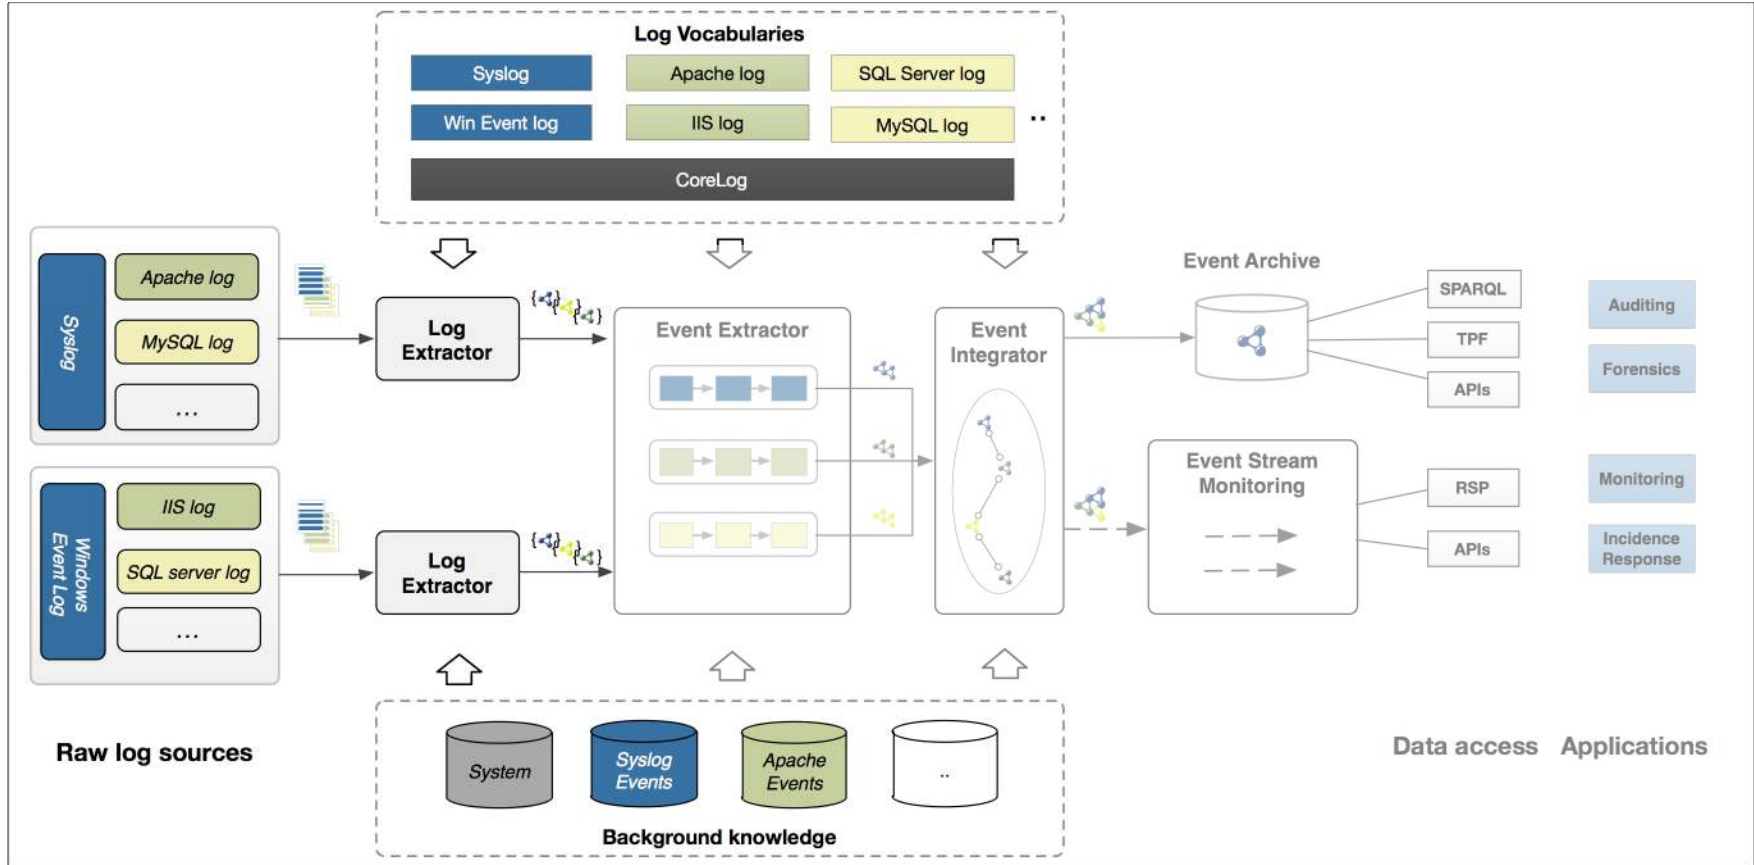 Log Vocabularies
Syslog
Apache log
SQL Server log
Win Event log
IIS log
MySQL log
..
CoreLog
Syslog
Apache log
MySQL log
...
Windows
Event Log
IIS log
SQL server log
...
Raw log sources
Log
Extractor
Log
Extractor
{ }
{ }
{ }
{ }
{ }
{ }
Event Extractor
Event
Integrator
Event Archive
SPARQL
TPF
APIs
Event Stream
Monitoring
RSP
APIs
Auditing
Forensics
Monitoring
Incidence
Response
Data access
Applications
System
Syslog
Events
Apache
Events
..
Background knowledge